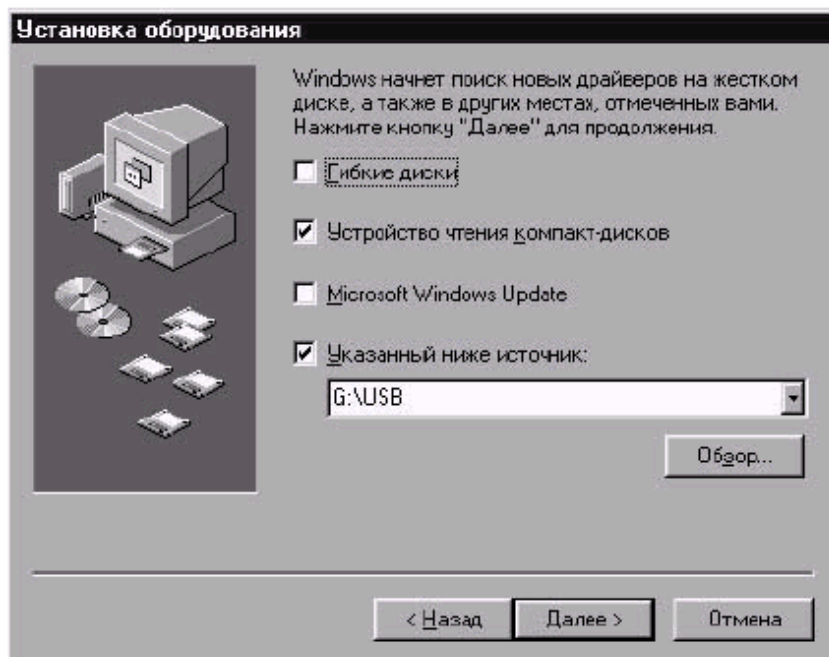 Установка оборудования
Windows начнет поиск новых драйверов на жестком
диске, а также в других местах, отмеченных вами.
Нажмите кнопку "Далее" для продолжения.
Гибкие диски
Устройство чтения компакт-дисков
Microsoft Windows Update
Указанный ниже источник:
G:\USB
Обзор...
< Назад
Далее >
Отмена